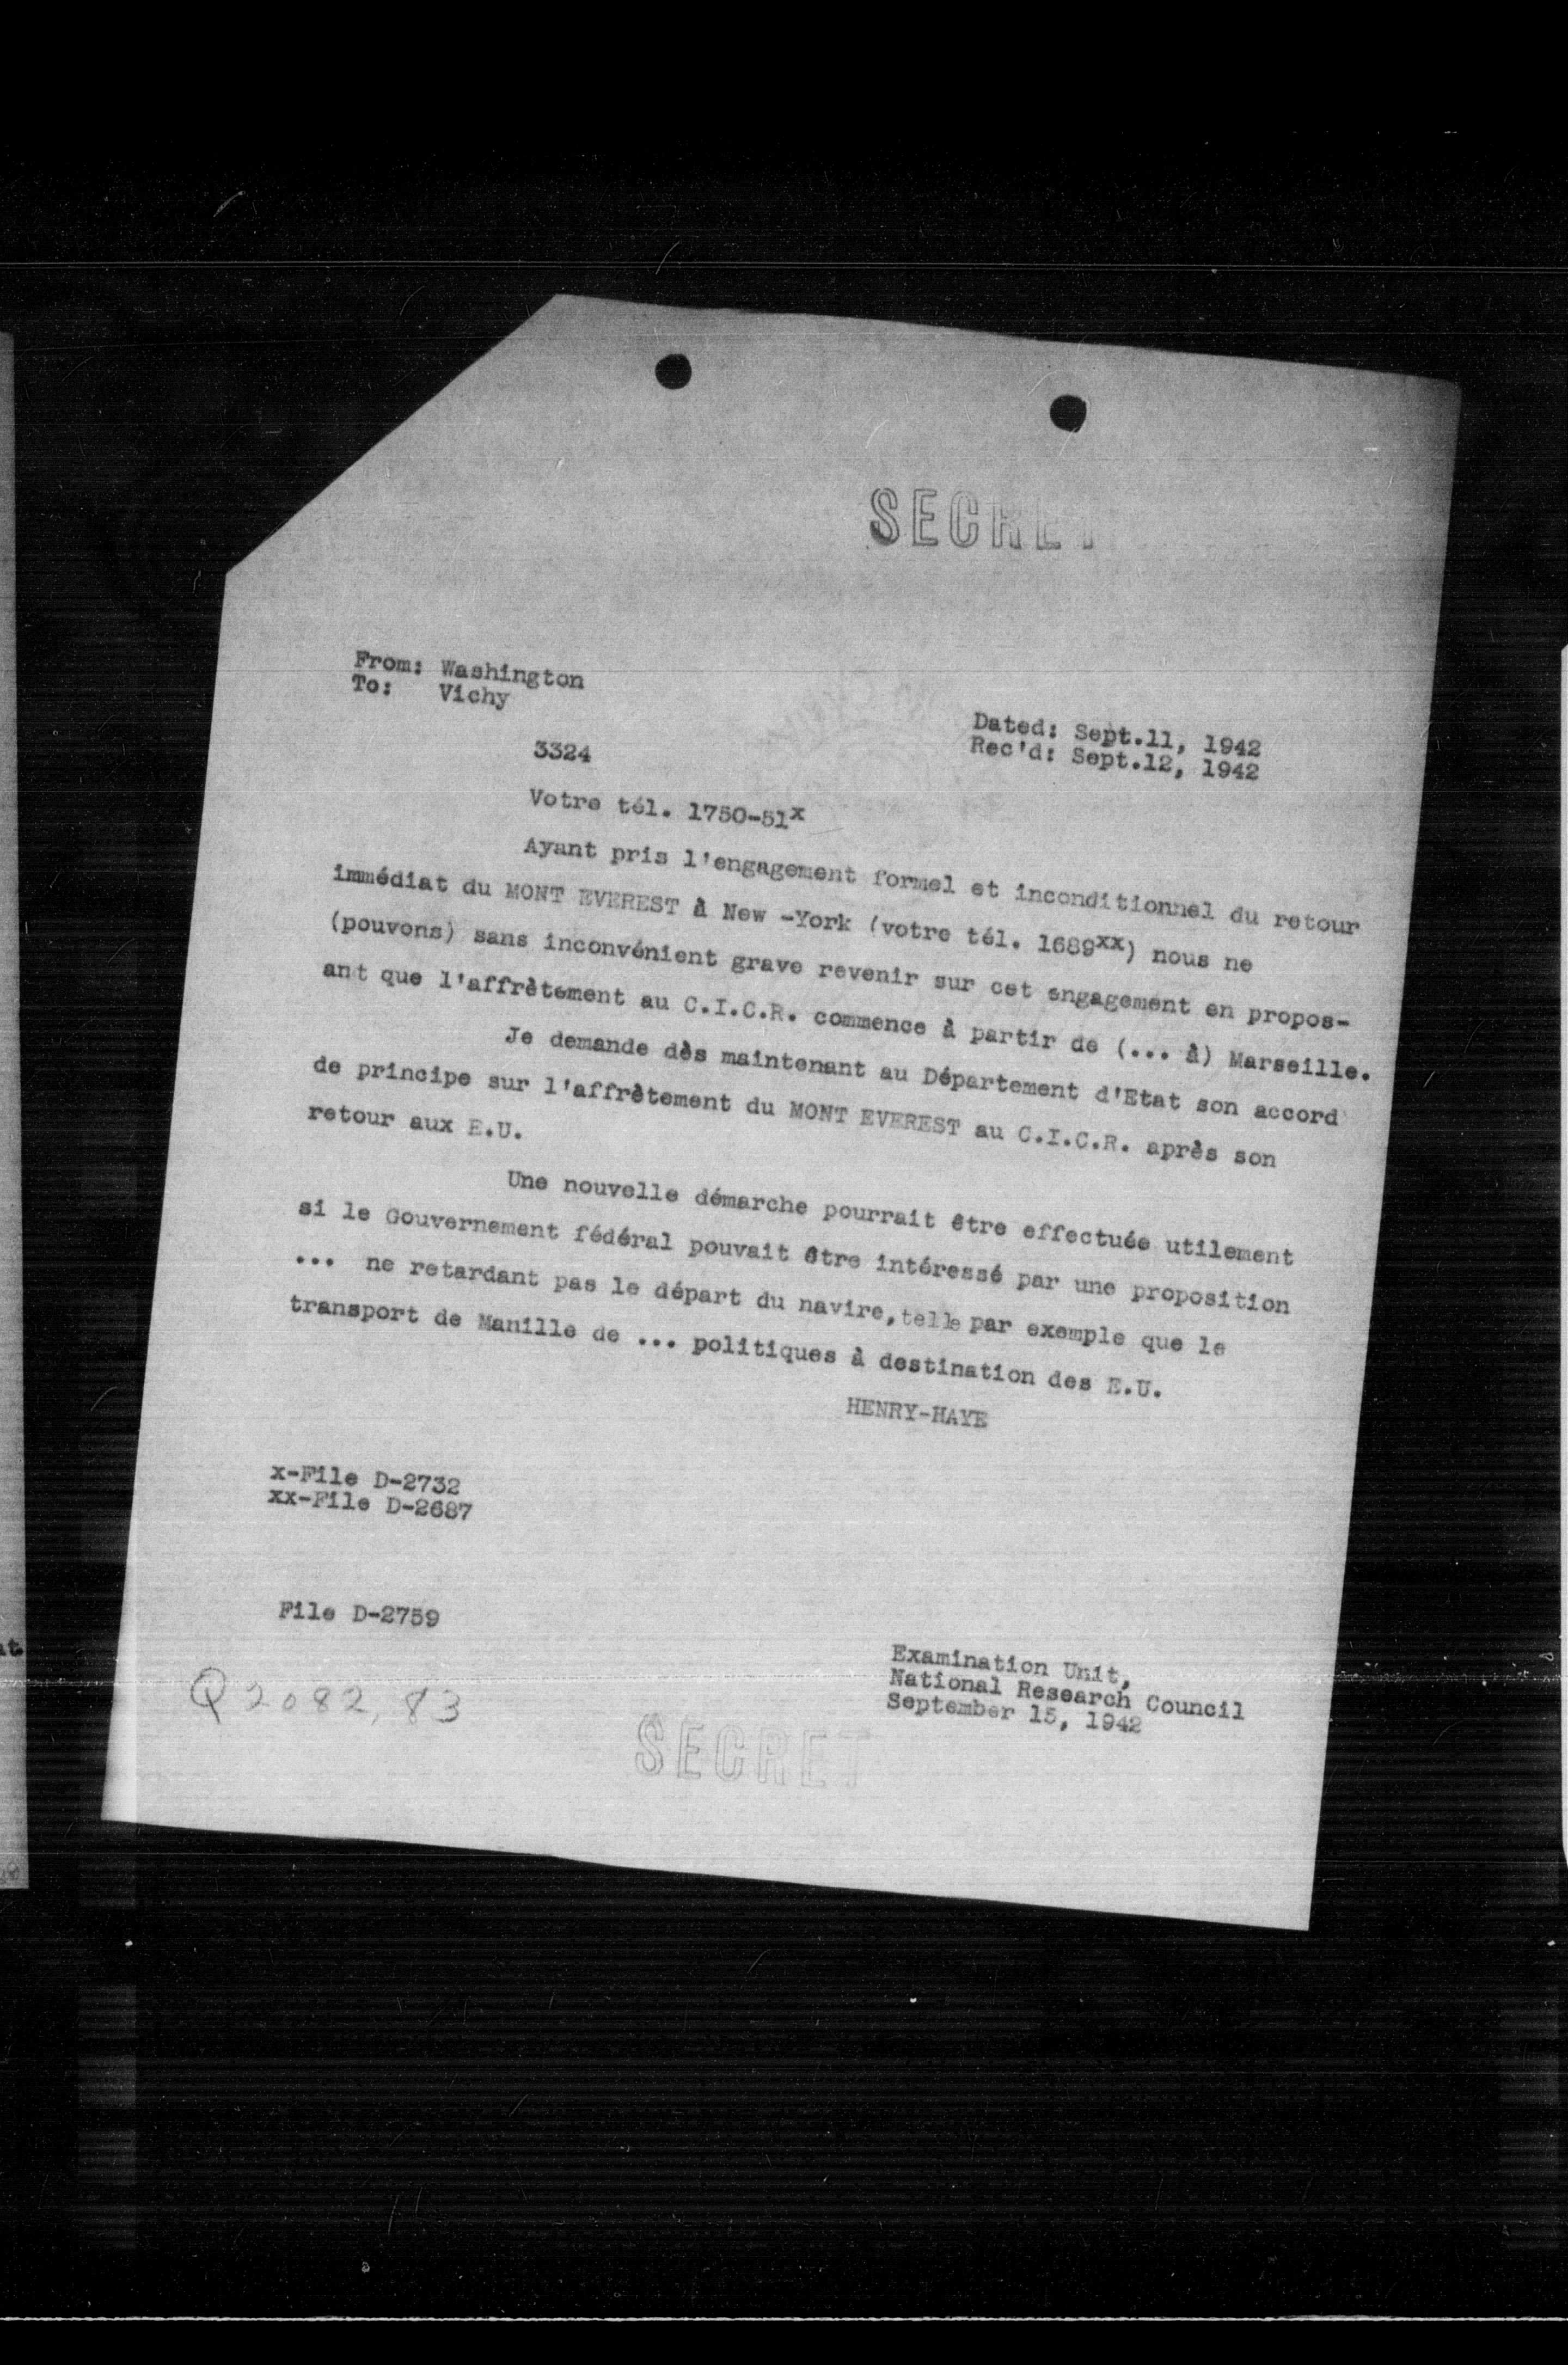 SECRET
From: Washington
To: Vichy
Dated: Sept.11, 1942
Rec'd: Sept.12, 1942
3324
Votre tél. 1750-51x
Ayant pris l'engagement formel et inconditionnel du retour
immédiat du MONT EVEREST à New -York (votre tél. 1689xx) nous ne
(pouvons) sans inconvénient grave revenir sur cet engagement en propos-
ant que l'affrètement au C.I.C.R. commence à partir de (... à) Marseille.
Je demande dès maintenant au Département d'Etat son accord
de principe sur l'affrètement du MONT EVEREST au C.I.C.R. après son
retour aux E.U.
Une nouvelle démarche pourrait être effectuée utilement
si le Gouvernement fédéral pouvait être intéressé par une proposition
... ne retardant pas le départ du navire, telle par exemple que le
transport de Manille de ... politiques à destination des E.U.
HENRY-HAYE
x-File D-2732
xx-File D-2687
File D-2759
Examination Unit,
National Research Council
September 15, 1942
Q 2082, 83
SECRET